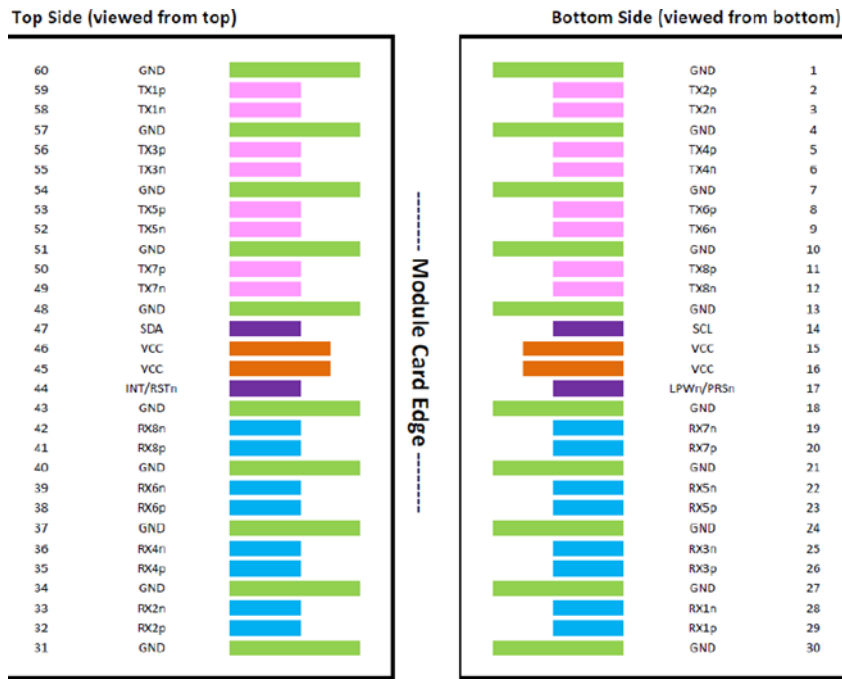 Top Side (viewed from top)
60 GND
59 TX1p
58 TX1n
57 GND
56 TX3p
55 TX3n
54 GND
53 TX5p
52 TX5n
51 GND
50 TX7p
49 TX7n
48 GND
47 SDA
46 VCC
45 VCC
44 INT/RSTn
43 GND
42 RX8n
41 RX8p
40 GND
39 RX6n
38 RX6p
37 GND
36 RX4n
35 RX4p
34 GND
33 RX2n
32 RX2p
31 GND
------- Module Card Edge -------
Bottom Side (viewed from bottom)
GND 1
TX2p 2
TX2n 3
GND 4
TX4p 5
TX4n 6
GND 7
TX6p 8
TX6n 9
GND 10
TX8p 11
TX8n 12
GND 13
SCL 14
VCC 15
VCC 16
LPWn/PRSn 17
GND 18
RX7n 19
RX7p 20
GND 21
RX5n 22
RX5p 23
GND 24
RX3n 25
RX3p 26
GND 27
RX1n 28
RX1p 29
GND 30